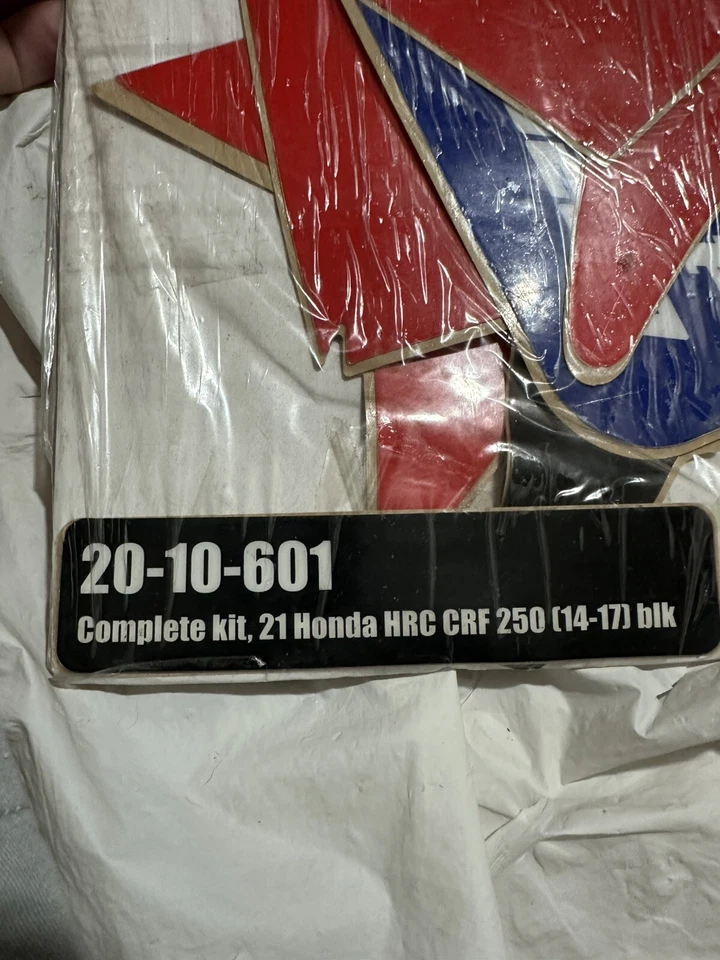 20-10-601
Complete kit, 21 Honda HRC CRF 250 (14-17) blk